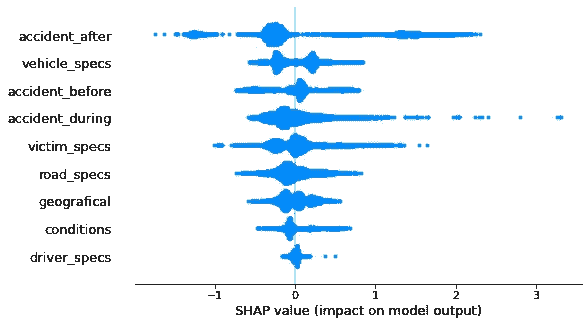 accident_after
vehicle_specs
accident_before
accident_during
victim_specs
road_specs
geografical
conditions
driver_specs
−1 0 1 2 3
SHAP value (impact on model output)